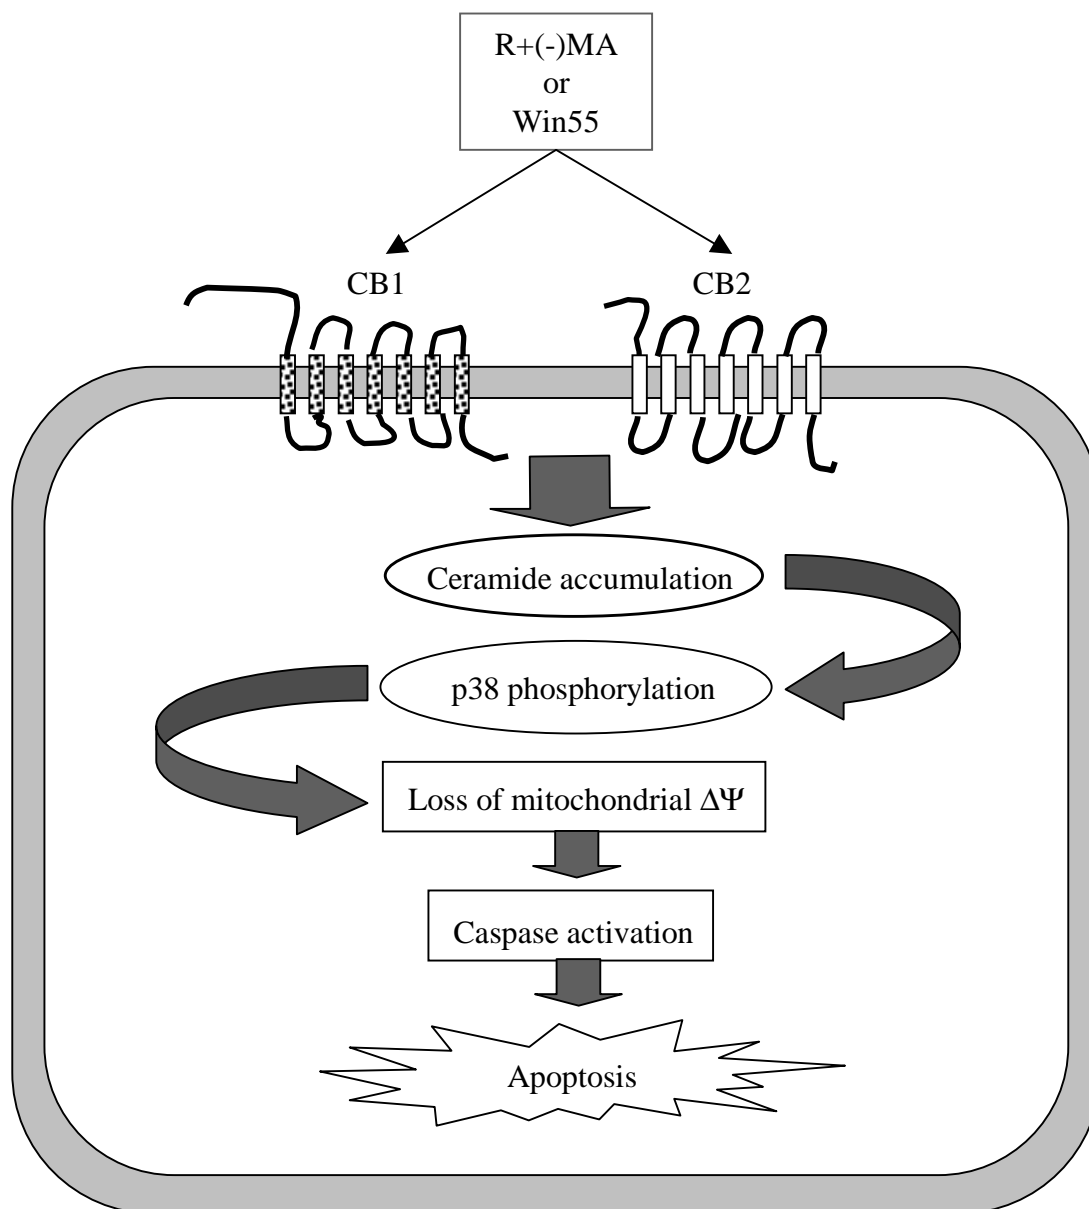 R+(-)MA
or
Win55
CB1
CB2
Ceramide accumulation
p38 phosphorylation
Loss of mitochondrial ΔΨ
Caspase activation
Apoptosis